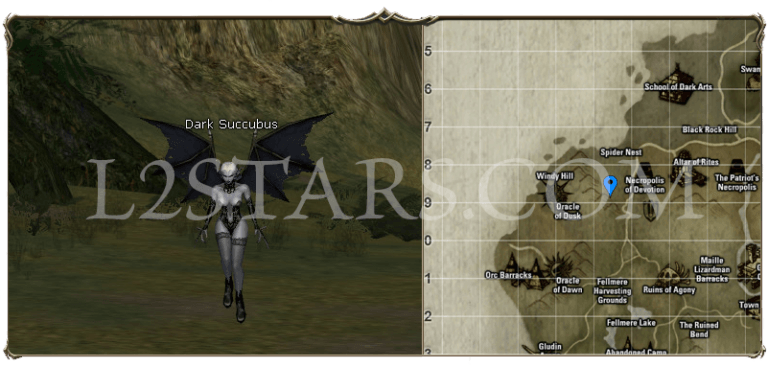 Dark Succubus
L2STARSCOM
5
6
7
8
9
0
1
2
School of Dark Arts
Swan
Black Rock Hill
Spider Nest
Altar of Rites
Windy Hill
Necropolis
of Devotion
The Patriot's
Necropolis
Oracle
of Dusk
Orc Barracks
Oracle
of Dawn
Fellmere
Harvesting
Grounds
Ruins of Agony
Maille
Lizardman
Barracks
Town
Fellmere Lake
The Ruined
Bend
Gludin
Abandoned Camp